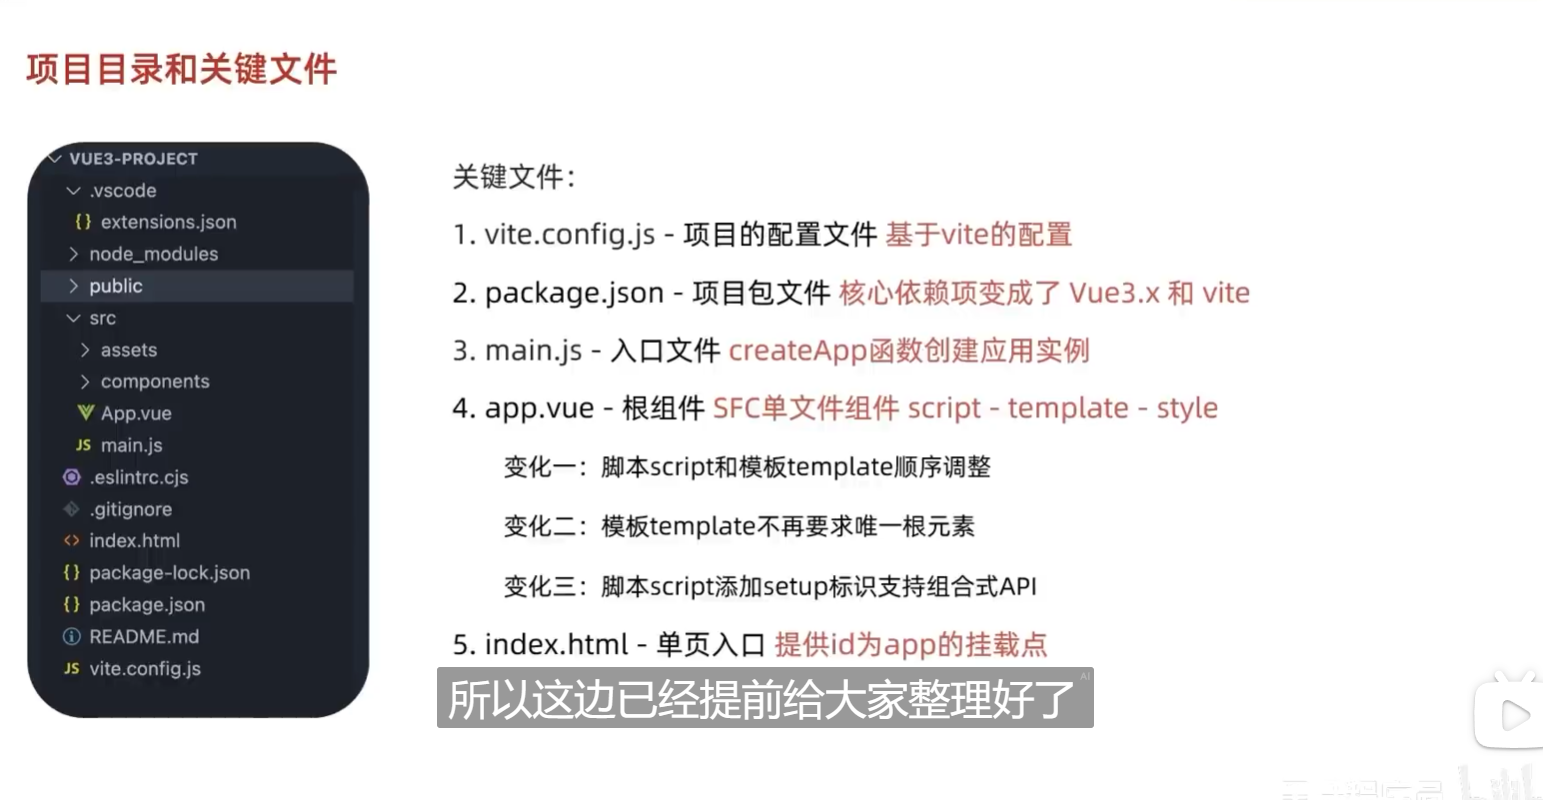 项目目录和关键文件
VUE3-PROJECT
.vscode
{} extensions.json
node_modules
public
src
assets
components
App.vue
JS main.js
.eslintrc.cjs
.gitignore
<> index.html
{} package-lock.json
{} package.json
README.md
JS vite.config.js
关键文件：
1. vite.config.js - 项目的配置文件 基于vite的配置
2. package.json - 项目包文件 核心依赖项变成了 Vue3.x 和 vite
3. main.js - 入口文件 createApp函数创建应用实例
4. app.vue - 根组件 SFC单文件组件 script - template - style
变化一：脚本script和模板template顺序调整
变化二：模板template不再要求唯一根元素
变化三：脚本script添加setup标识支持组合式API
5. index.html - 单页入口 提供id为app的挂载点
所以这边已经提前给大家整理好了
AI